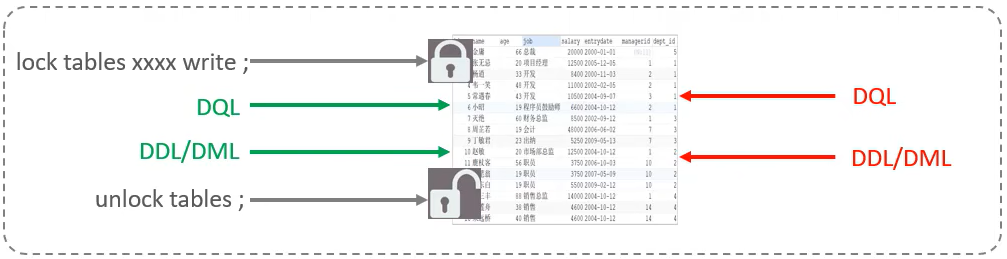 name age job salary entrydate managerid dept_id
金庸 66 总裁 20000 2000-01-01 5
lock tables xxxx write ;
张无忌 20 项目经理 12500 2005-12-05 1 1
杨逍 33 开发 8400 2000-11-03 2 1
4 韦一笑 48 开发 11000 2002-02-05 2 1
5 常遇春 43 开发 10500 2004-09-07 3 1
DQL
6 小昭 19 程序员鼓励师 6600 2004-10-12 2 1
DQL
7 灭绝 60 财务总监 8500 2002-09-12 1 3
8 周芷若 19 会计 48000 2006-06-02 7 3
9 丁敏君 23 出纳 5250 2009-05-13 7 3
DDL/DML
10 赵敏 20 市场部总监 12500 2004-10-12 1 2
DDL/DML
11 鹿杖客 56 职员 3750 2006-10-03 10 2
19 职员 3750 2007-05-09 10 2
19 职员 5500 2009-02-12 10 2
unlock tables ;
88 销售总监 14000 2004-10-12 1 4
38 销售 4600 2004-10-12 14 4
40 销售 4600 2004-10-12 14 4